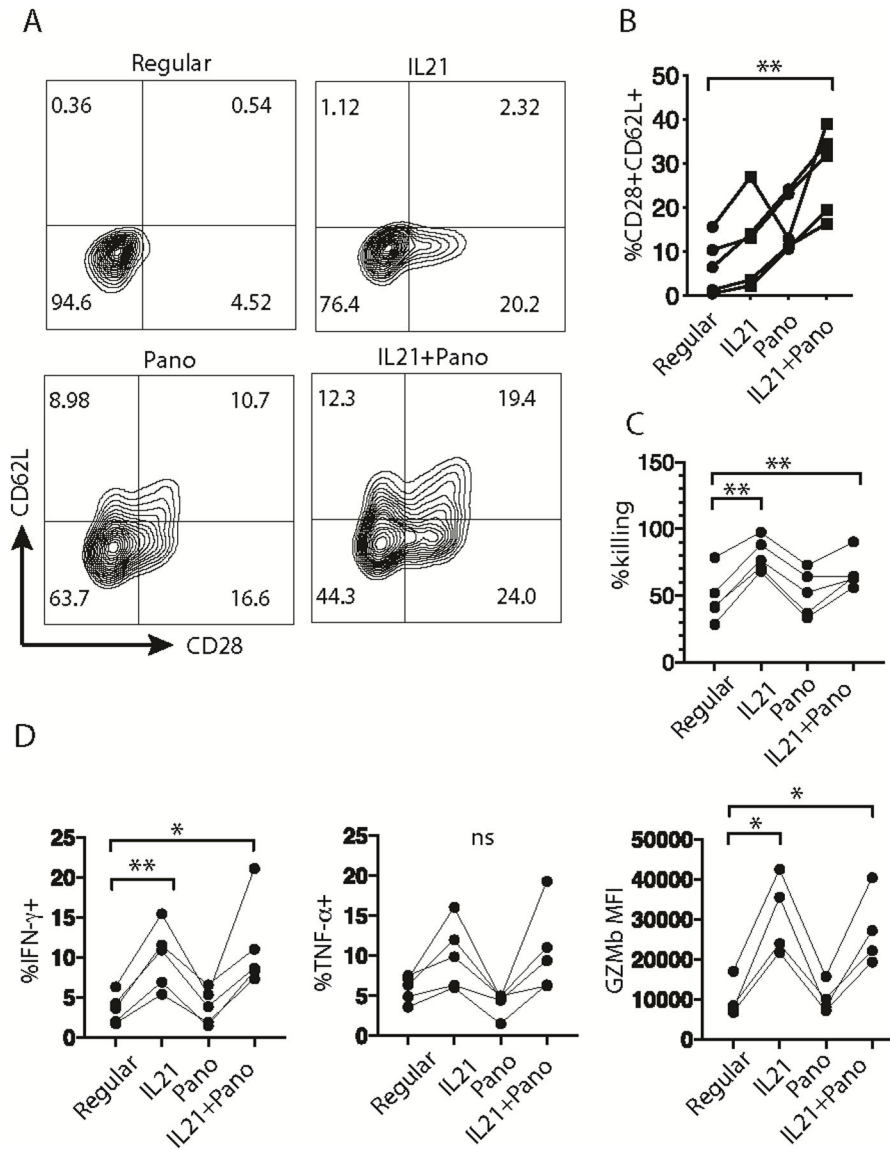 A
Regular
0.36 0.54
94.6 4.52
IL21
1.12 2.32
76.4 20.2
Pano
8.98 10.7
63.7 16.6
IL21+Pano
12.3 19.4
44.3 24.0
CD62L
CD28
B
**
%CD28+CD62L+
50
40
30
20
10
0
Regular
IL21
Pano
IL21+Pano
C
**
**
%killing
150
100
50
0
Regular
IL21
Pano
IL21+Pano
D
*
**
%IFN-γ+
25
20
15
10
5
0
Regular
IL21
Pano
IL21+Pano
ns
%TNF-α+
25
20
15
10
5
0
Regular
IL21
Pano
IL21+Pano
*
*
GZMb MFI
50000
40000
30000
20000
10000
0
Regular
IL21
Pano
IL21+Pano